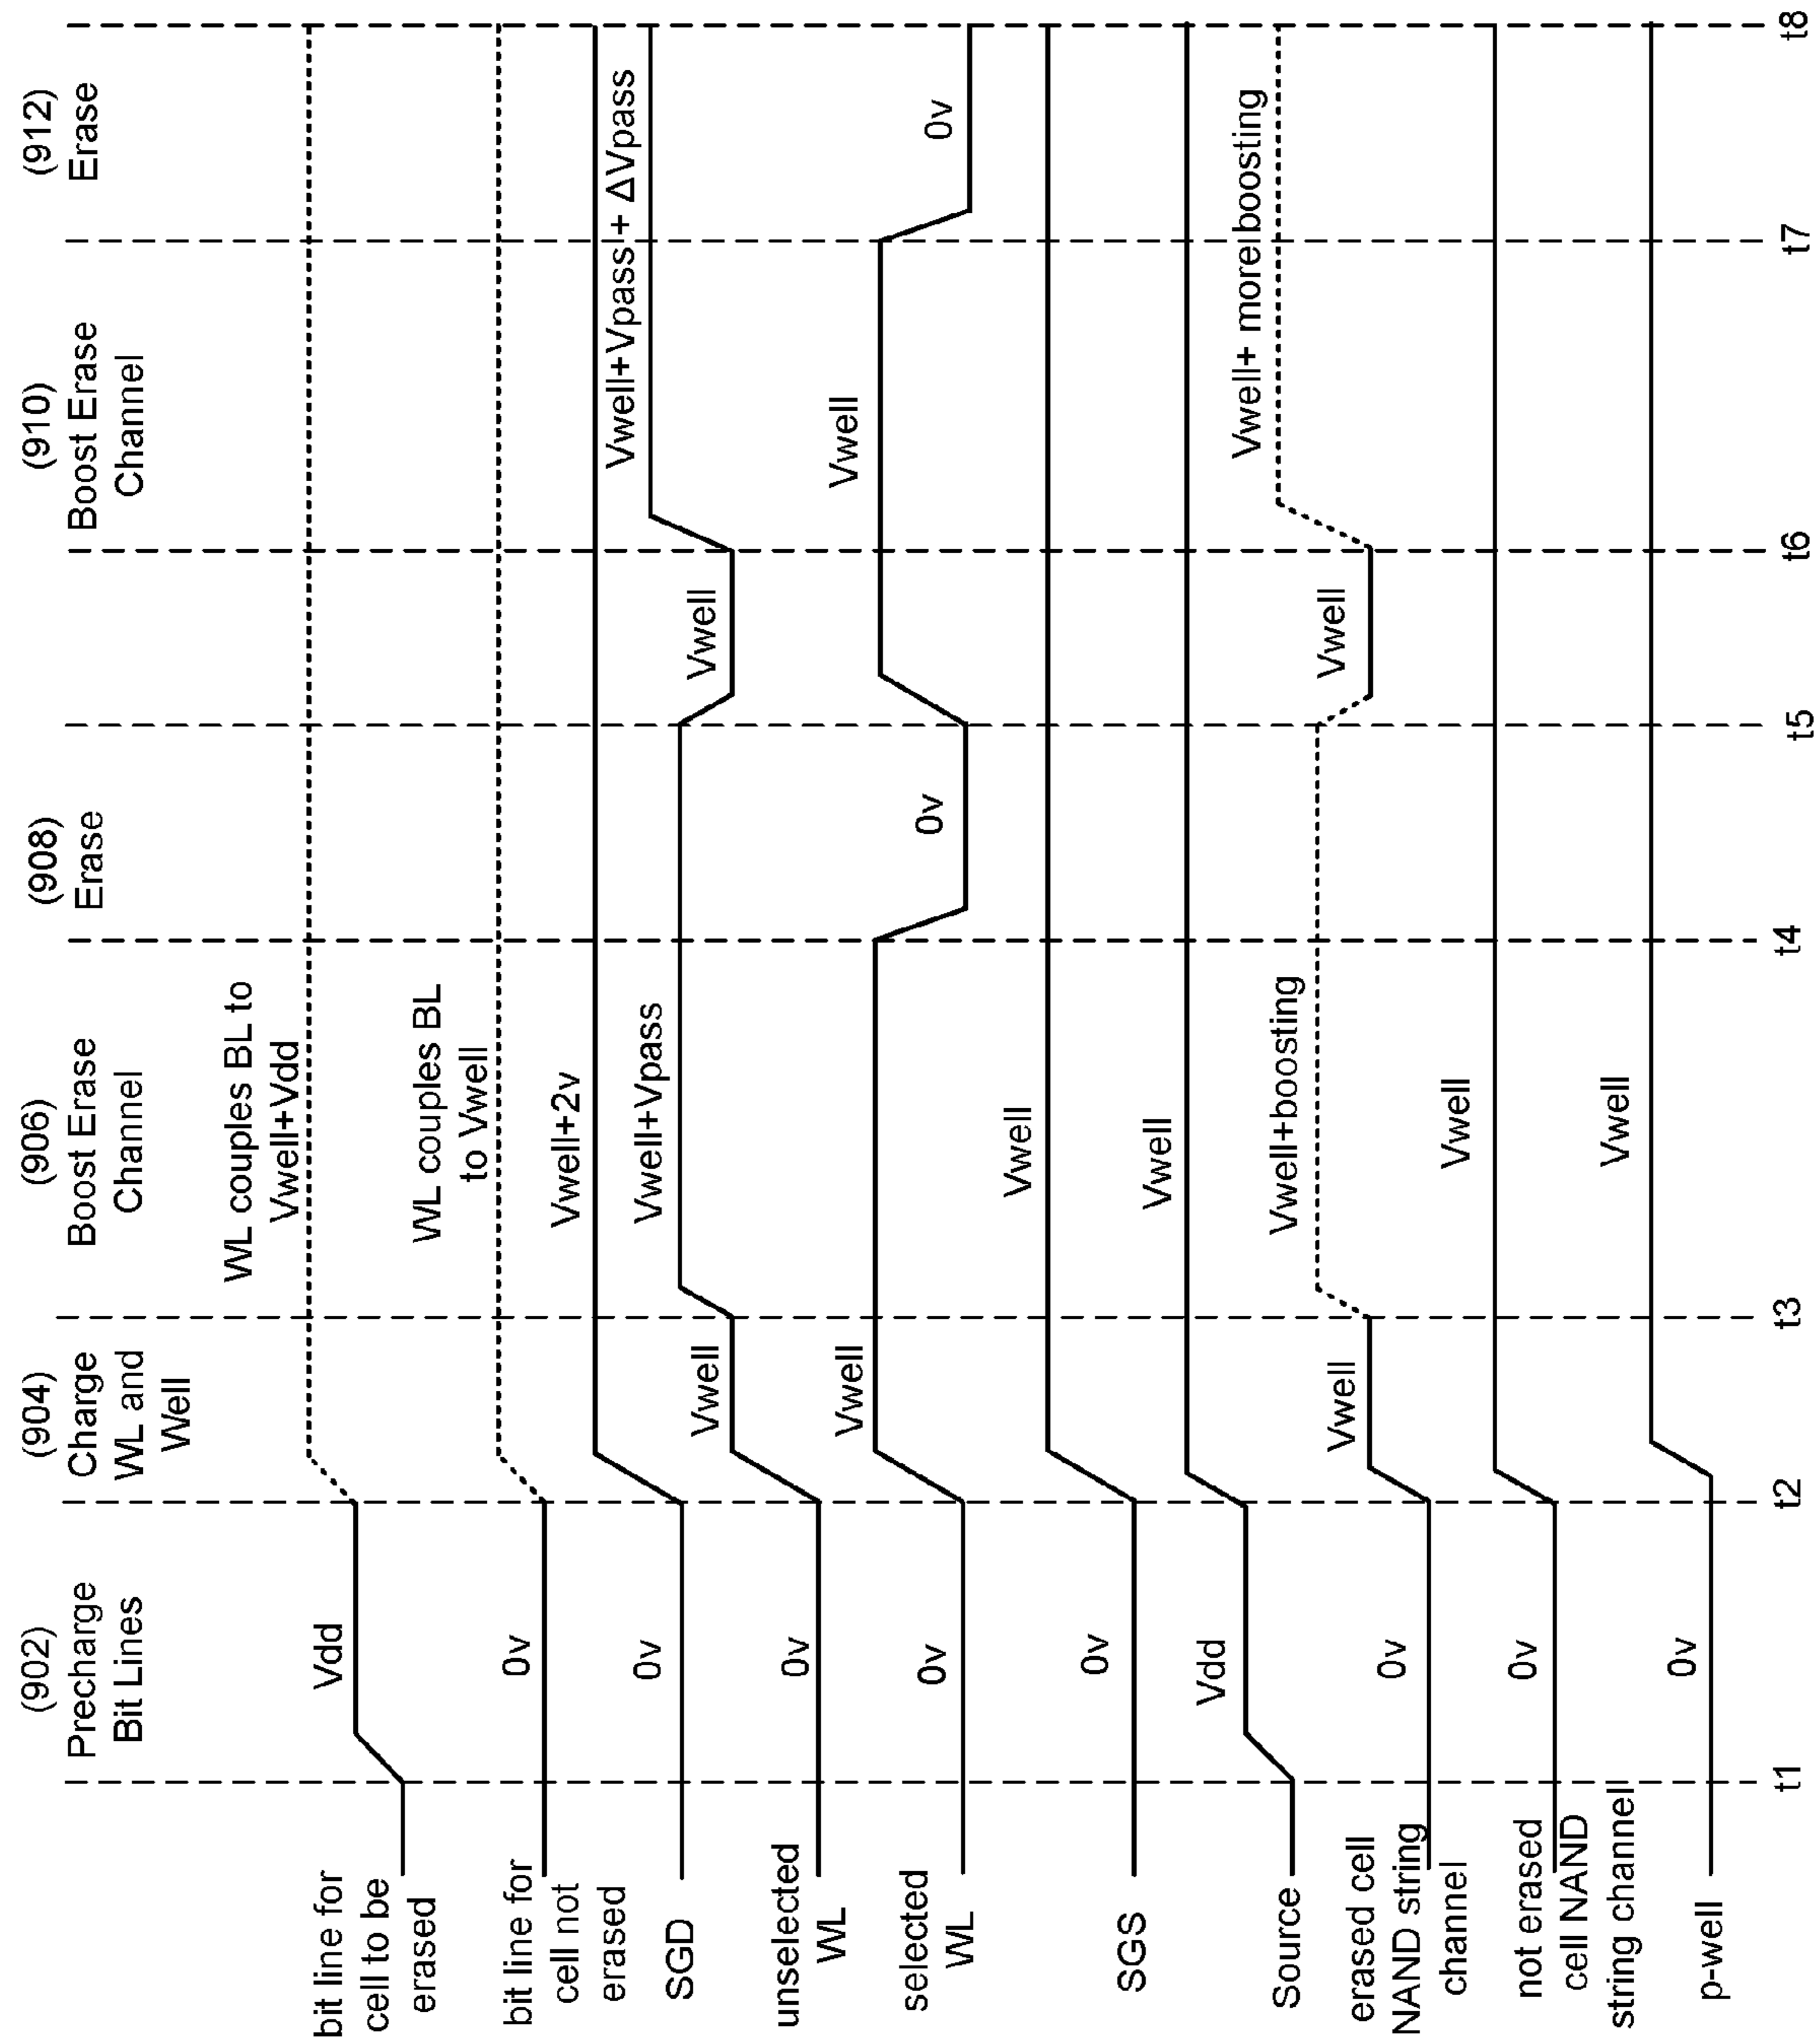 (902)
Precharge
Bit Lines
(904)
Charge
WL and
Well
(906)
Boost Erase
Channel
(908)
Erase
(910)
Boost Erase
Channel
(912)
Erase
bit line for
cell to be
erased
Vdd
WL couples BL to
Vwell+Vdd
bit line for
cell not
erased
0v
WL couples BL
to Vwell
SGD
0v
Vwell+2v
unselected
WL
0v
Vwell
Vwell+Vpass
Vwell
Vwell+Vpass + ΔVpass
selected
WL
0v
Vwell
0v
Vwell
0v
SGS
0v
Vwell
Source
Vdd
Vwell
erased cell
NAND string
channel
0v
Vwell
Vwell+boosting
Vwell
Vwell+ more boosting
not erased
cell NAND
string channel
0v
Vwell
p-well
0v
Vwell
t1
t2
t3
t4
t5
t6
t7
t8